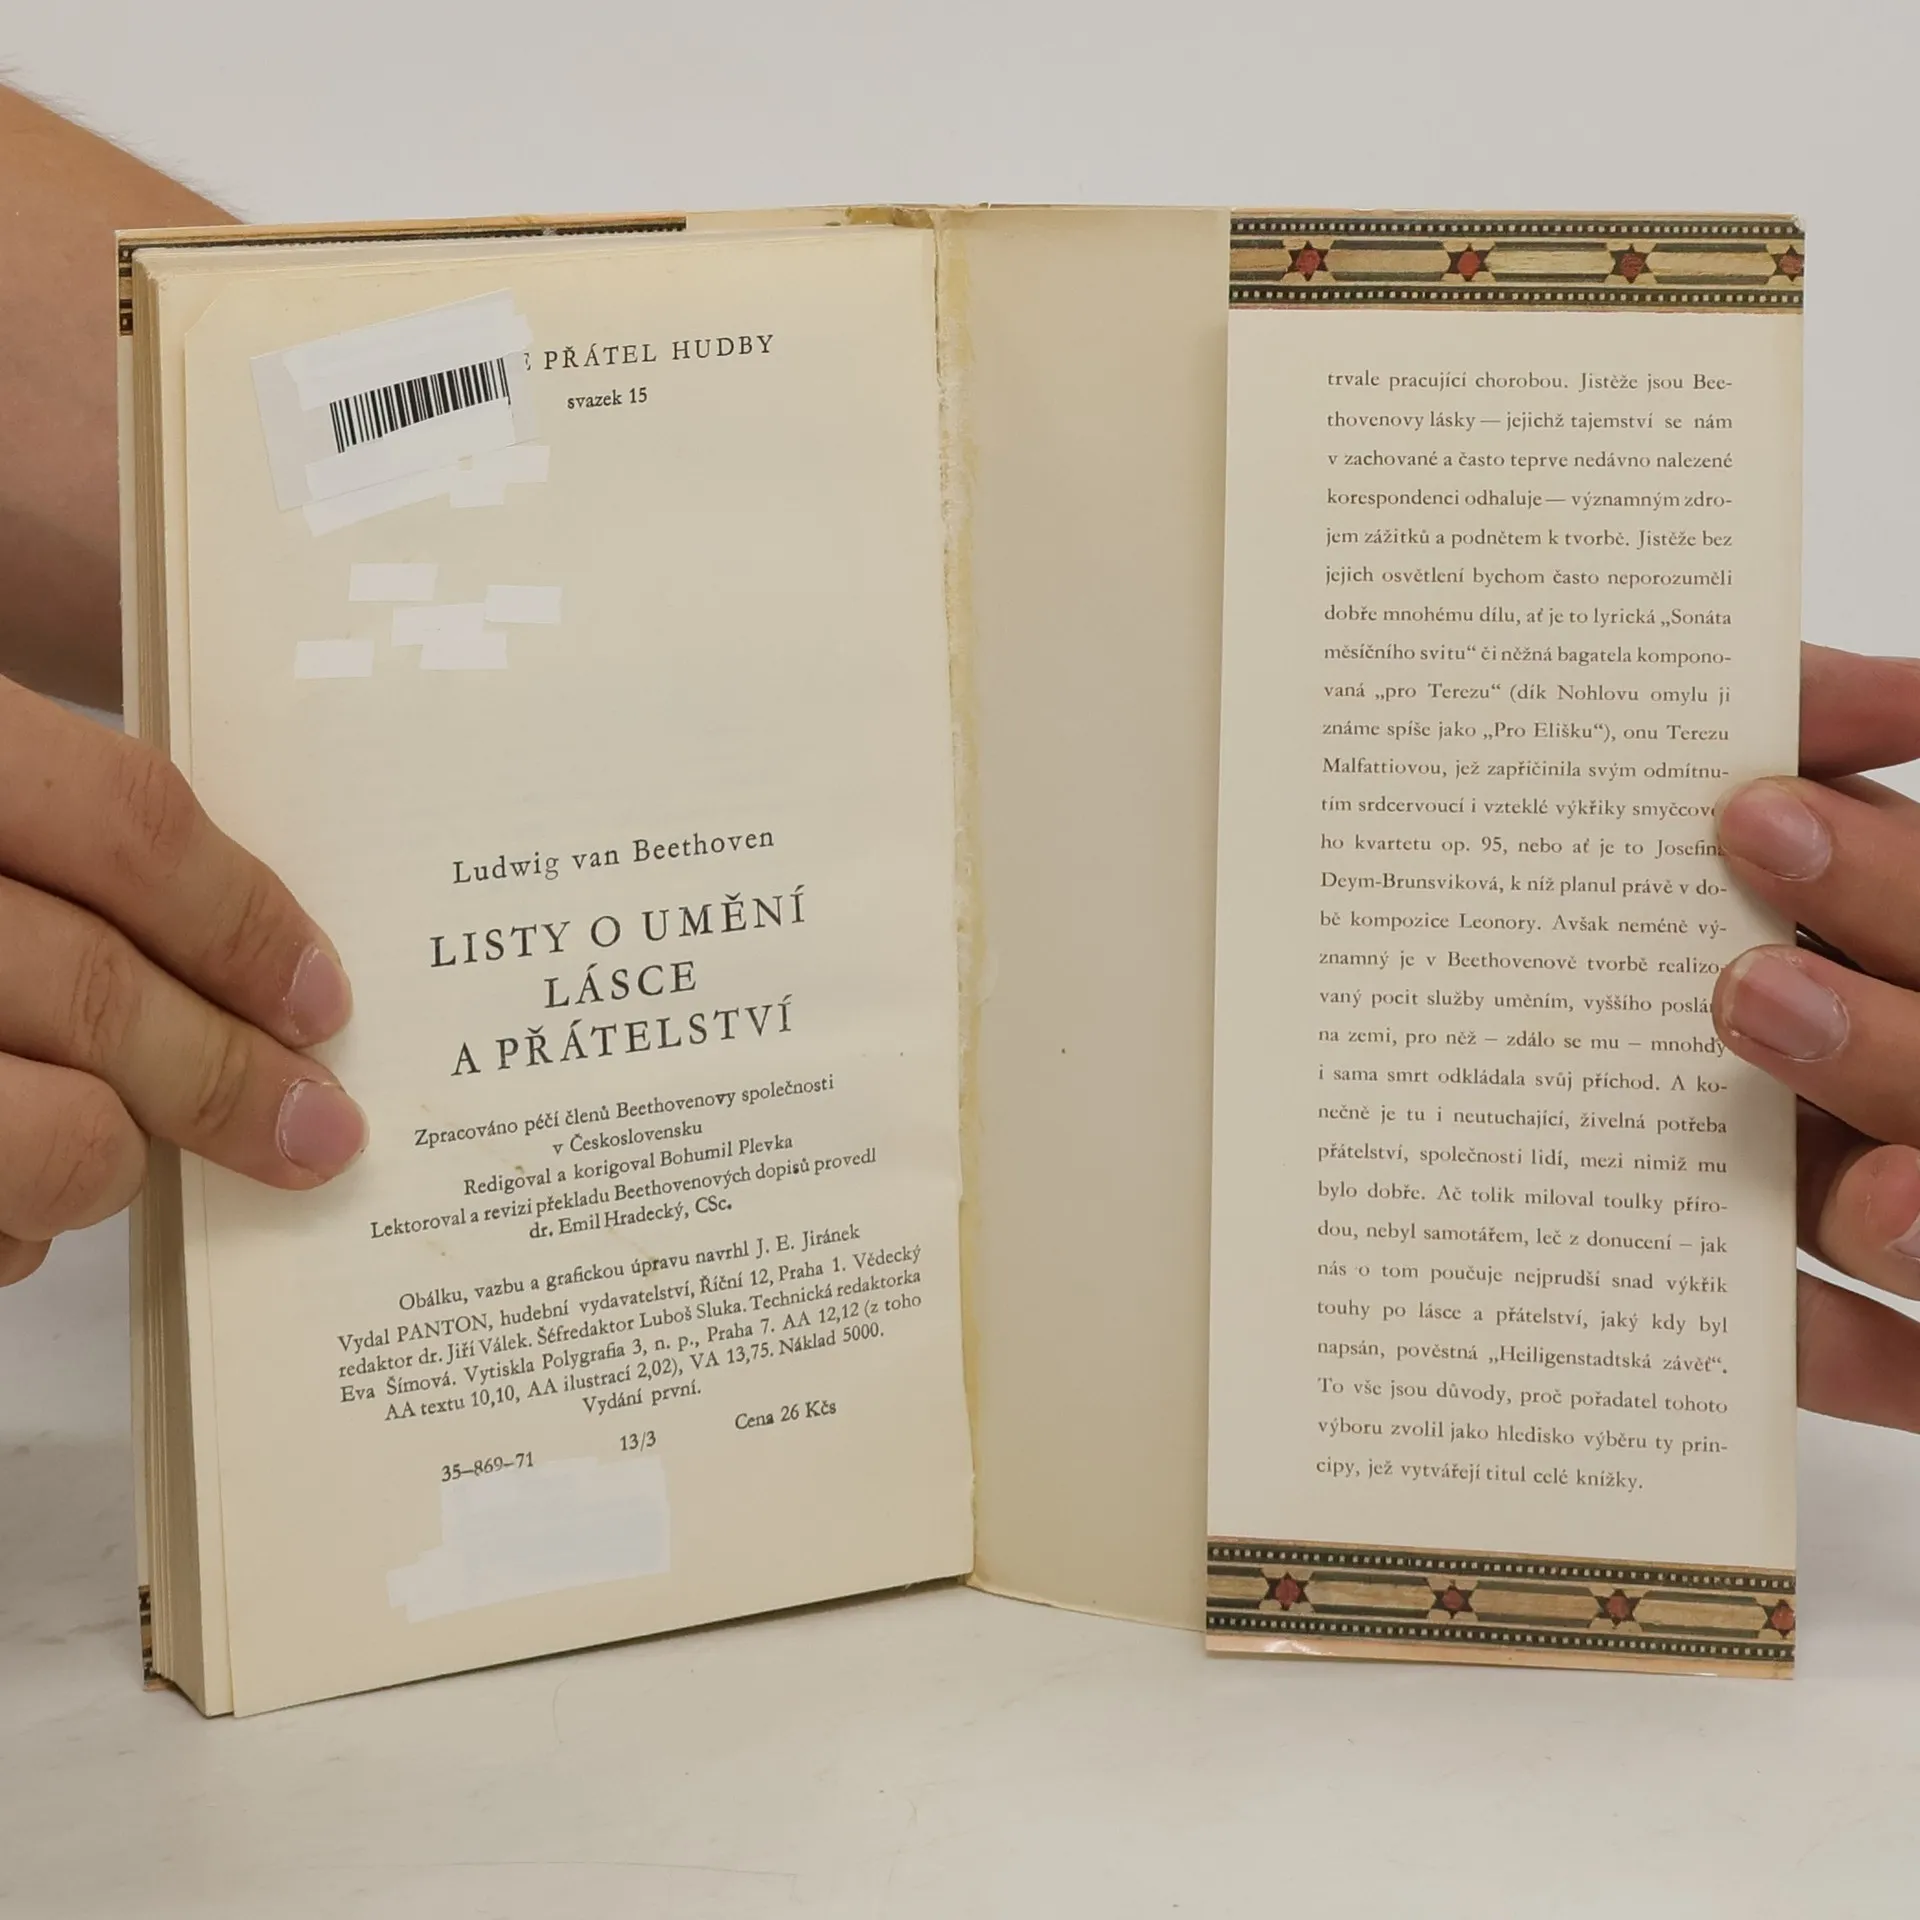 PŘÁTEL HUDBY
svazek 15
Ludwig van Beethoven
LISTY O UMĚNÍ
LÁSCE
A PŘÁTELSTVÍ
Zpracováno péčí členů Beethovenovy společnosti
v Československu
Redigoval a korigoval Bohumil Plevka
Lektoroval a revizi překladu Beethovenových dopisů provedl
dr. Emil Hradecký, CSc.
Obálku, vazbu a grafickou úpravu navrhl J. E. Jiránek
Vydal PANTON, hudební vydavatelství, Říční 12, Praha 1. Vědecký
redaktor dr. Jiří Válek. Šéfredaktor Luboš Sluka. Technická redaktorka
Eva Šímová. Vytiskla Polygrafia 3, n. p., Praha 7. AA 12,12 (z toho
AA textu 10,10, AA ilustrací 2,02), VA 13,75. Náklad 5000.
Vydání první.
35–869–71 13/3 Cena 26 Kčs
trvale pracující chorobou. Jistěže jsou Bee-
thovenovy lásky — jejichž tajemství se nám
v zachované a často teprve nedávno nalezené
korespondenci odhaluje — významným zdro-
jem zážitků a podnětem k tvorbě. Jistěže bez
jejich osvětlení bychom často neporozuměli
dobře mnohému dílu, ať je to lyrická „Sonáta
měsíčního svitu“ či něžná bagatela kompono-
vaná „pro Terezu“ (dík Nohlovu omylu ji
známe spíše jako „Pro Elišku“), onu Terezu
Malfattiovou, jež zapříčinila svým odmítnu-
tím srdcervoucí i vzteklé výkřiky smyčcové-
ho kvartetu op. 95, nebo ať je to Josefina
Deym-Brunsviková, k níž planul právě v do-
bě kompozice Leonory. Avšak neméně vý-
znamný je v Beethovenově tvorbě realizo-
vaný pocit služby uměním, vyššího poslání
na zemi, pro něž – zdálo se mu – mnohdy
i sama smrt odkládala svůj příchod. A ko-
nečně je tu i neutuchající, živelná potřeba
přátelství, společnosti lidí, mezi nimiž mu
bylo dobře. Ač tolik miloval toulky příro-
dou, nebyl samotářem, leč z donucení – jak
nás o tom poučuje nejprudší snad výkřik
touhy po lásce a přátelství, jaký kdy byl
napsán, pověstná „Heiligenstadtská závěť“.
To vše jsou důvody, proč pořadatel tohoto
výboru zvolil jako hledisko výběru ty prin-
cipy, jež vytvářejí titul celé knížky.